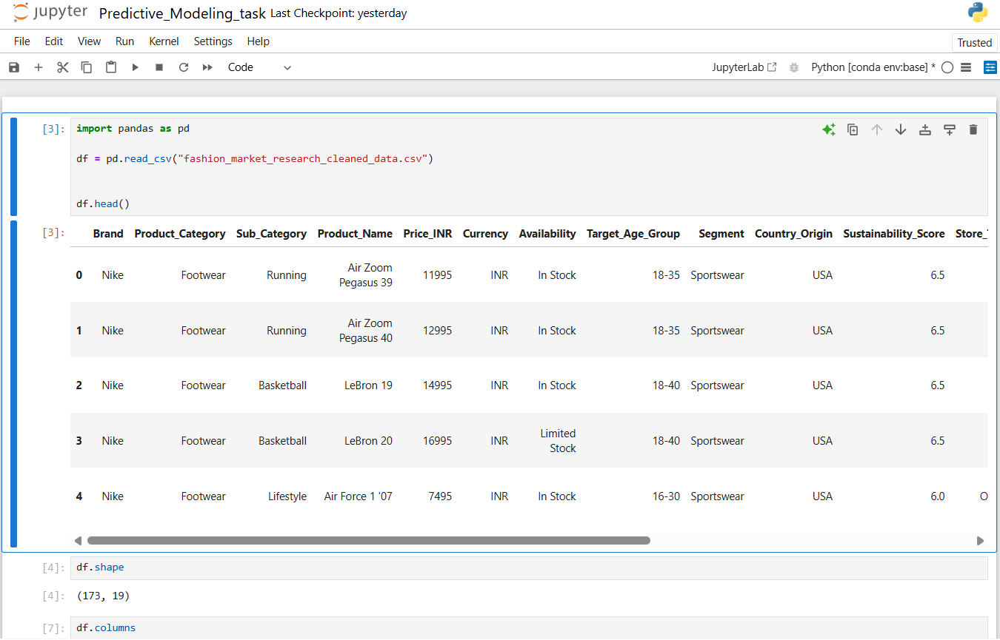 jupyter Predictive_Modeling_task Last Checkpoint: yesterday
File Edit View Run Kernel Settings Help
Trusted
Code
JupyterLab Python [conda env:base] *
[3]: import pandas as pd
df = pd.read_csv("fashion_market_research_cleaned_data.csv")
df.head()
[3]: Brand Product_Category Sub_Category Product_Name Price_INR Currency Availability Target_Age_Group Segment Country_Origin Sustainability_Score Store_
0 Nike Footwear Running Air Zoom Pegasus 39 11995 INR In Stock 18-35 Sportswear USA 6.5
1 Nike Footwear Running Air Zoom Pegasus 40 12995 INR In Stock 18-35 Sportswear USA 6.5
2 Nike Footwear Basketball LeBron 19 14995 INR In Stock 18-40 Sportswear USA 6.5
3 Nike Footwear Basketball LeBron 20 16995 INR Limited Stock 18-40 Sportswear USA 6.5
4 Nike Footwear Lifestyle Air Force 1 '07 7495 INR In Stock 16-30 Sportswear USA 6.0 O
[4]: df.shape
[4]: (173, 19)
[7]: df.columns